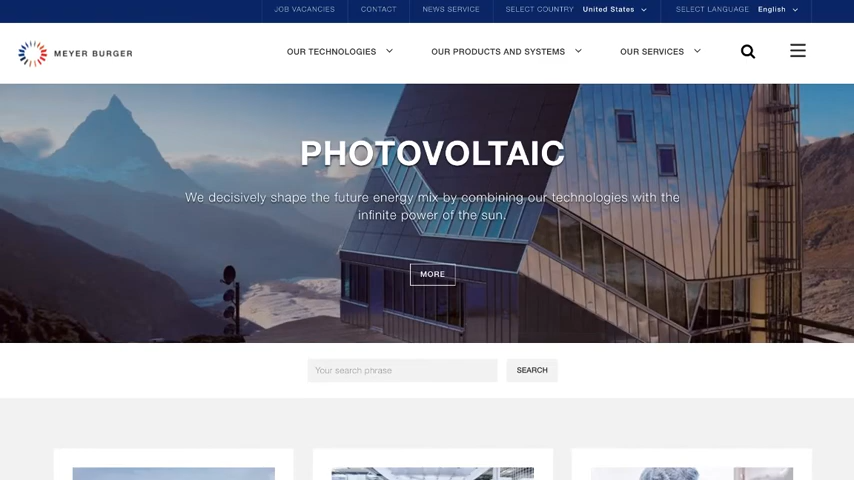 JOB VACANCIES CONTACT NEWS SERVICE SELECT COUNTRY United States SELECT LANGUAGE English
MEYER BURGER OUR TECHNOLOGIES OUR PRODUCTS AND SYSTEMS OUR SERVICES
PHOTOVOLTAIC
We decisively shape the future energy mix by combining our technologies with the
infinite power of the sun.
MORE
Your search phrase SEARCH